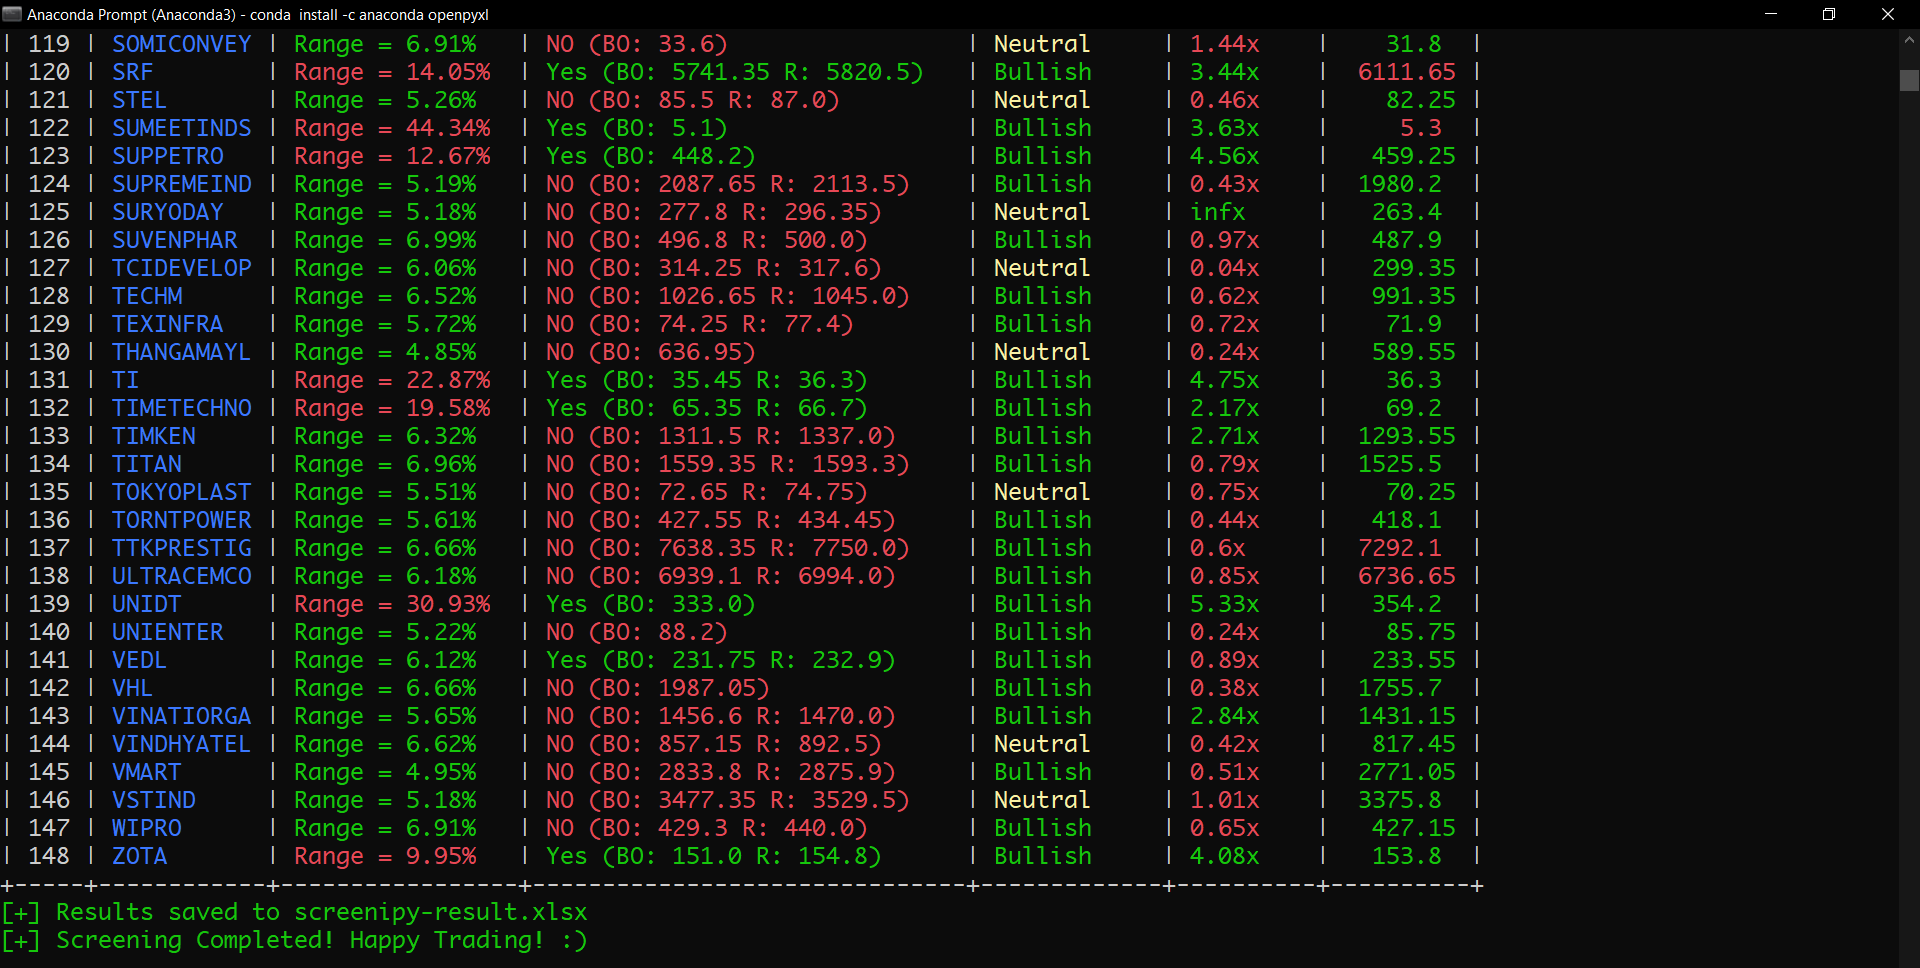 Anaconda Prompt (Anaconda3) - conda  install -c anaconda openpyxl
| 119 | SOMICONVEY | Range = 6.91% | NO (BO: 33.6) | Neutral | 1.44x | 31.8 |
| 120 | SRF | Range = 14.05% | Yes (BO: 5741.35 R: 5820.5) | Bullish | 3.44x | 6111.65 |
| 121 | STEL | Range = 5.26% | NO (BO: 85.5 R: 87.0) | Neutral | 0.46x | 82.25 |
| 122 | SUMEETINDS | Range = 44.34% | Yes (BO: 5.1) | Bullish | 3.63x | 5.3 |
| 123 | SUPPETRO | Range = 12.67% | Yes (BO: 448.2) | Bullish | 4.56x | 459.25 |
| 124 | SUPREMEIND | Range = 5.19% | NO (BO: 2087.65 R: 2113.5) | Bullish | 0.43x | 1980.2 |
| 125 | SURYODAY | Range = 5.18% | NO (BO: 277.8 R: 296.35) | Neutral | infx | 263.4 |
| 126 | SUVENPHAR | Range = 6.99% | NO (BO: 496.8 R: 500.0) | Bullish | 0.97x | 487.9 |
| 127 | TCIDEVELOP | Range = 6.06% | NO (BO: 314.25 R: 317.6) | Neutral | 0.04x | 299.35 |
| 128 | TECHM | Range = 6.52% | NO (BO: 1026.65 R: 1045.0) | Bullish | 0.62x | 991.35 |
| 129 | TEXINFRA | Range = 5.72% | NO (BO: 74.25 R: 77.4) | Bullish | 0.72x | 71.9 |
| 130 | THANGAMAYL | Range = 4.85% | NO (BO: 636.95) | Neutral | 0.24x | 589.55 |
| 131 | TI | Range = 22.87% | Yes (BO: 35.45 R: 36.3) | Bullish | 4.75x | 36.3 |
| 132 | TIMETECHNO | Range = 19.58% | Yes (BO: 65.35 R: 66.7) | Bullish | 2.17x | 69.2 |
| 133 | TIMKEN | Range = 6.32% | NO (BO: 1311.5 R: 1337.0) | Bullish | 2.71x | 1293.55 |
| 134 | TITAN | Range = 6.96% | NO (BO: 1559.35 R: 1593.3) | Bullish | 0.79x | 1525.5 |
| 135 | TOKYOPLAST | Range = 5.51% | NO (BO: 72.65 R: 74.75) | Neutral | 0.75x | 70.25 |
| 136 | TORNTPOWER | Range = 5.61% | NO (BO: 427.55 R: 434.45) | Bullish | 0.44x | 418.1 |
| 137 | TTKPRESTIG | Range = 6.66% | NO (BO: 7638.35 R: 7750.0) | Bullish | 0.6x | 7292.1 |
| 138 | ULTRACEMCO | Range = 6.18% | NO (BO: 6939.1 R: 6994.0) | Bullish | 0.85x | 6736.65 |
| 139 | UNIDT | Range = 30.93% | Yes (BO: 333.0) | Bullish | 5.33x | 354.2 |
| 140 | UNIENTER | Range = 5.22% | NO (BO: 88.2) | Bullish | 0.24x | 85.75 |
| 141 | VEDL | Range = 6.12% | Yes (BO: 231.75 R: 232.9) | Bullish | 0.89x | 233.55 |
| 142 | VHL | Range = 6.66% | NO (BO: 1987.05) | Bullish | 0.38x | 1755.7 |
| 143 | VINATIORGA | Range = 5.65% | NO (BO: 1456.6 R: 1470.0) | Bullish | 2.84x | 1431.15 |
| 144 | VINDHYATEL | Range = 6.62% | NO (BO: 857.15 R: 892.5) | Neutral | 0.42x | 817.45 |
| 145 | VMART | Range = 4.95% | NO (BO: 2833.8 R: 2875.9) | Bullish | 0.51x | 2771.05 |
| 146 | VSTIND | Range = 5.18% | NO (BO: 3477.35 R: 3529.5) | Neutral | 1.01x | 3375.8 |
| 147 | WIPRO | Range = 6.91% | NO (BO: 429.3 R: 440.0) | Bullish | 0.65x | 427.15 |
| 148 | ZOTA | Range = 9.95% | Yes (BO: 151.0 R: 154.8) | Bullish | 4.08x | 153.8 |
+-----+------------+-----------------+-------------------------------+-------------+----------+----------+
[+] Results saved to screenipy-result.xlsx
[+] Screening Completed! Happy Trading! :)